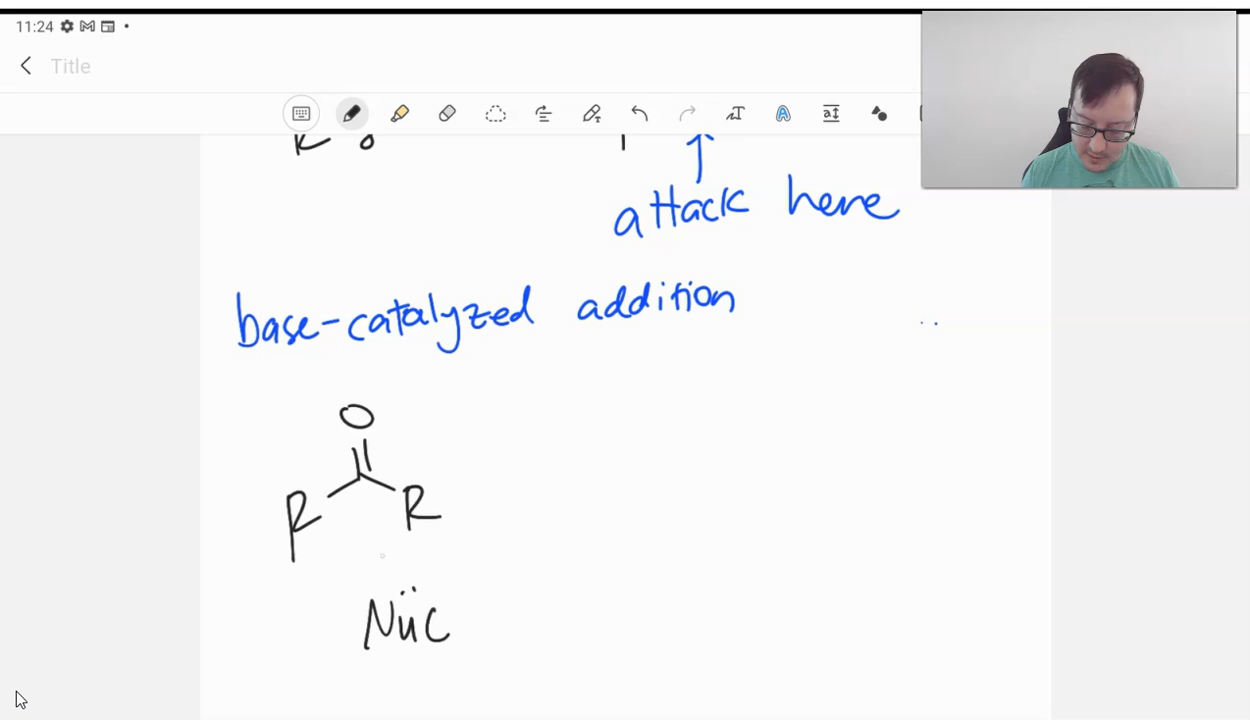 11:24
Title
attack here
base-catalyzed addition
O
R R
Nuc